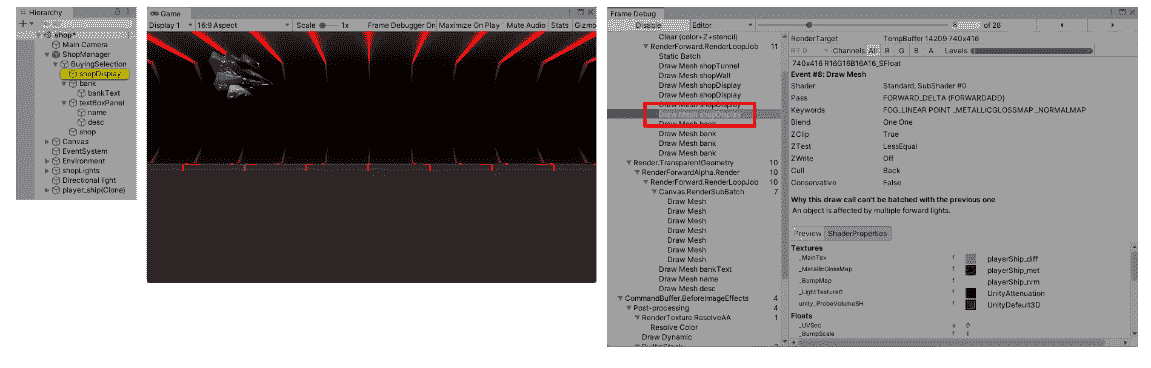 Hierarchy
shop*
Main Camera
ShopManager
BuyingSelection
shopDisplay
bank
bankText
textBoxPanel
name
desc
shop
Canvas
EventSystem
Environment
shopLights
Directional light
player_ship(Clone)
Game
Display 1 16:9 Aspect Scale 1x Frame Debugger On Maximize On Play Mute Audio Stats Gizmo
Frame Debug
Disable Editor 8 of 28
Clear (color+Z+stencil)
RenderForward.RenderLoopJob 11
Static Batch
Draw Mesh shopTunnel
Draw Mesh shopWall
Draw Mesh shopDisplay
Draw Mesh shopDisplay
Draw Mesh shopDisplay
Draw Mesh shopDisplay
Draw Mesh bank
Draw Mesh bank
Draw Mesh bank
Draw Mesh bank
Render.TransparentGeometry 10
RenderForwardAlpha.Render 10
RenderForward.RenderLoopJob 10
Canvas.RenderSubBatch 7
Draw Mesh
Draw Mesh
Draw Mesh
Draw Mesh
Draw Mesh
Draw Mesh
Draw Mesh
Draw Mesh bankText
Draw Mesh name
Draw Mesh desc
CommandBuffer.BeforeImageEffects 4
Post-processing 4
RenderTexture.ResolveAA 1
Resolve Color
Draw Dynamic
RenderTarget TempBuffer 14209 740x416
RT 0 Channels All R G B A Levels
740x416 R16G16B16A16_SFloat
Event #8: Draw Mesh
Shader Standard, SubShader #0
Pass FORWARD_DELTA (FORWARDADD)
Keywords FOG_LINEAR POINT _METALLICGLOSSMAP _NORMALMAP
Blend One One
ZClip True
ZTest LessEqual
ZWrite Off
Cull Back
Conservative False
Why this draw call can't be batched with the previous one
An object is affected by multiple forward lights.
Preview ShaderProperties
Textures
_MainTex f playerShip_diff
_MetallicGlossMap f playerShip_met
_BumpMap f playerShip_nrm
_LightTexture0 f UnityAttenuation
unity_ProbeVolumeSH f UnityDefault3D
Floats
_UVSec v 0
_BumpScale f 1